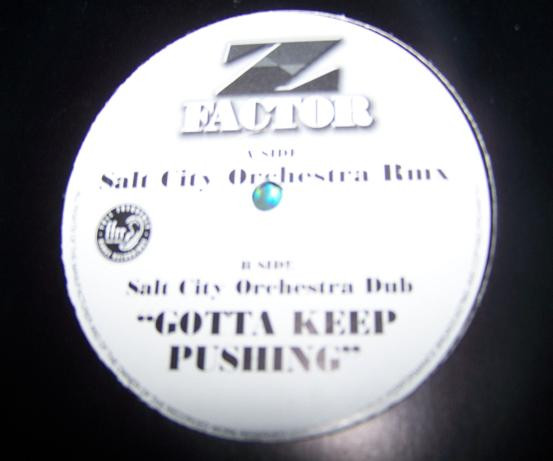 Z
FACTOR
A SIDE
Salt City Orchestra Rmx
B SIDE
Salt City Orchestra Dub
"GOTTA KEEP
PUSHING"